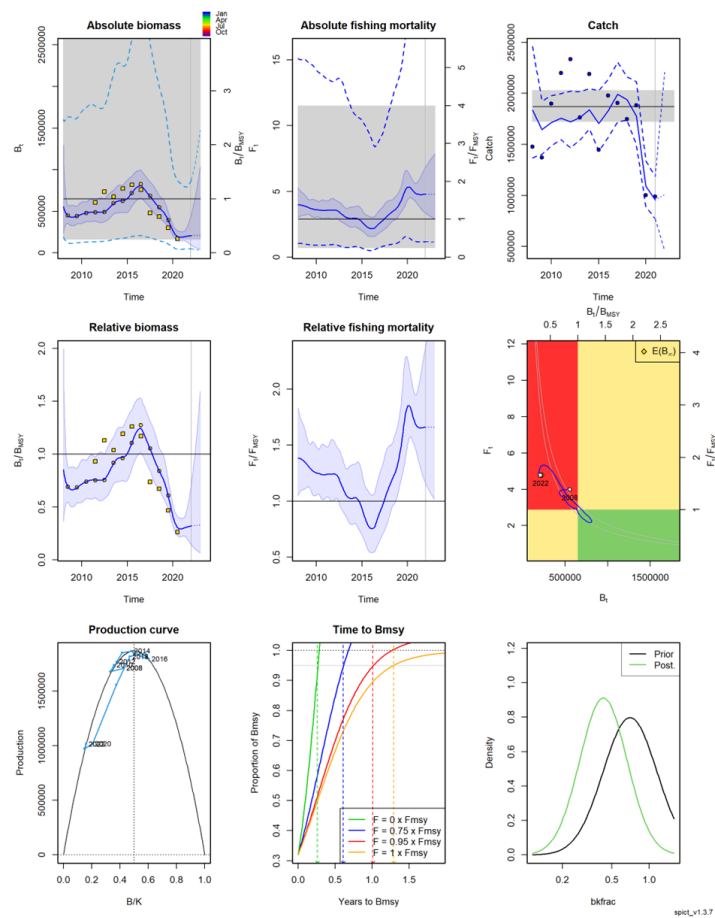 Absolute biomass
Jan
Apr
Jul
Oct
Absolute fishing mortality
Catch
2500000
1500000
500000
0
3
2
1
0
Bt
Bt/BMSY
2010 2015 2020
Time
15
10
5
0
5
4
3
2
1
0
Ft
Ft/FMSY
2010 2015 2020
Time
2500000
2000000
1500000
1000000
500000
Catch
2010 2015 2020
Time
Relative biomass
2.0
1.5
1.0
0.5
0.0
Bt/BMSY
2010 2015 2020
Time
Relative fishing mortality
2.0
1.5
1.0
0.5
Ft/FMSY
2010 2015 2020
Time
Bt/BMSY
0.5 1 1.5 2 2.5
E(B∞)
12
10
8
6
4
2
4
3
2
1
Ft
Ft/FMSY
2022
2008
500000 1500000
Bt
Production curve
1500000
1000000
500000
0
Production
2014
2016
2008
0.0 0.2 0.4 0.6 0.8 1.0
B/K
Time to Bmsy
1.0
0.9
0.8
0.7
0.6
0.5
0.4
0.3
Proportion of Bmsy
F = 0 x Fmsy
F = 0.75 x Fmsy
F = 0.95 x Fmsy
F = 1 x Fmsy
0.0 0.5 1.0 1.5
Years to Bmsy
Prior
Post.
1.2
1.0
0.8
0.6
0.4
0.2
0.0
Density
0.2 0.5 1.0
bkfrac
spict_v1.3.7